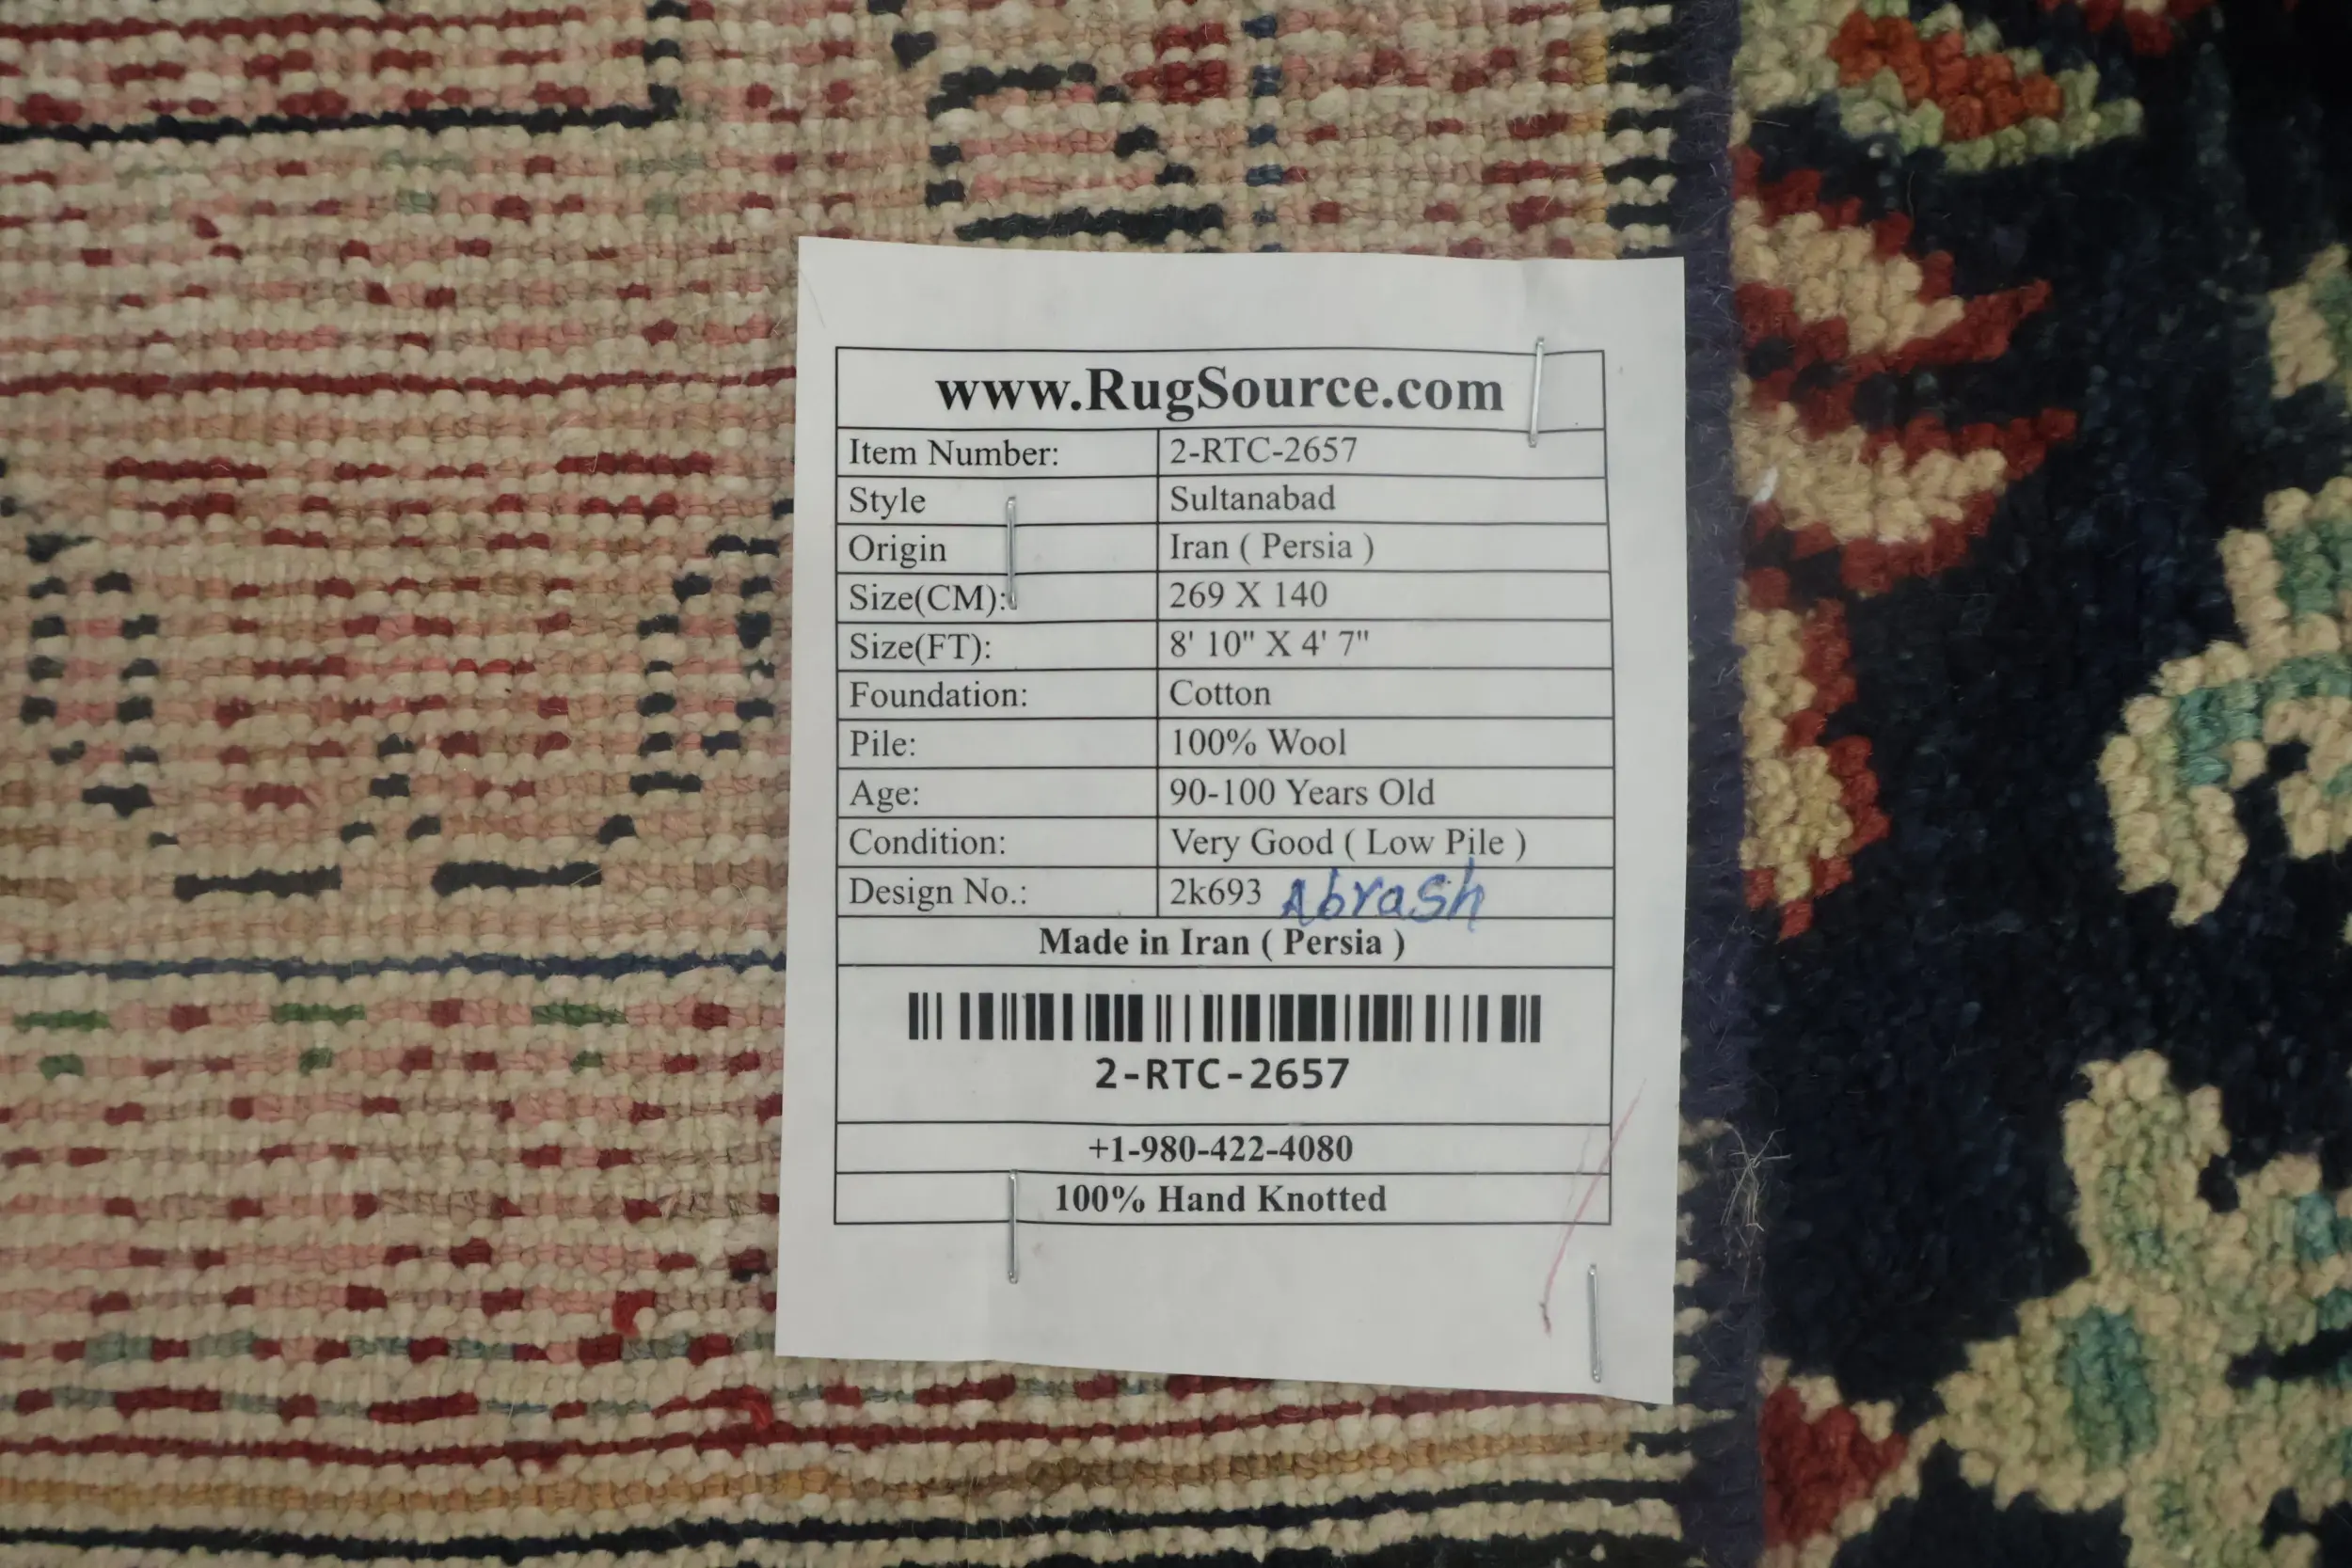 www.RugSource.com
Item Number: 2-RTC-2657
Style Sultanabad
Origin Iran ( Persia )
Size(CM): 269 X 140
Size(FT): 8' 10" X 4' 7"
Foundation: Cotton
Pile: 100% Wool
Age: 90-100 Years Old
Condition: Very Good ( Low Pile )
Design No.: 2k693 Abrash
Made in Iran ( Persia )
2-RTC-2657
+1-980-422-4080
100% Hand Knotted